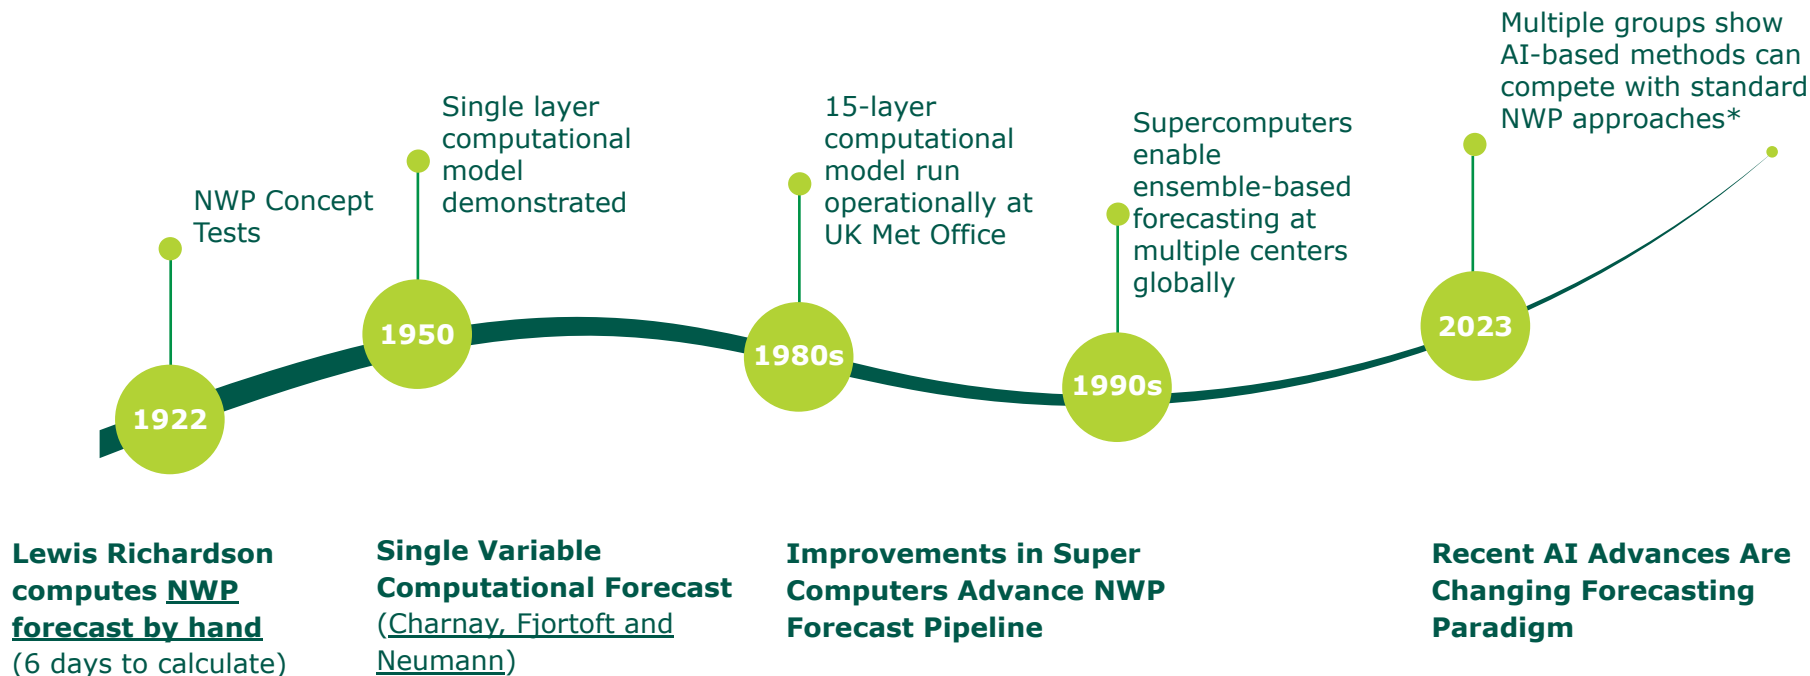 NWP Concept
Tests
Single layer
computational
model
demonstrated
15-layer
computational
model run
operationally at
UK Met Office
Supercomputers
enable
ensemble-based
forecasting at
multiple centers
globally
Multiple groups show
AI-based methods can
compete with standard
NWP approaches*
1922
1950
1980s
1990s
2023
Lewis Richardson
computes NWP
forecast by hand
(6 days to calculate)
Single Variable
Computational Forecast
(Charnay, Fjortoft and
Neumann)
Improvements in Super
Computers Advance NWP
Forecast Pipeline
Recent AI Advances Are
Changing Forecasting
Paradigm